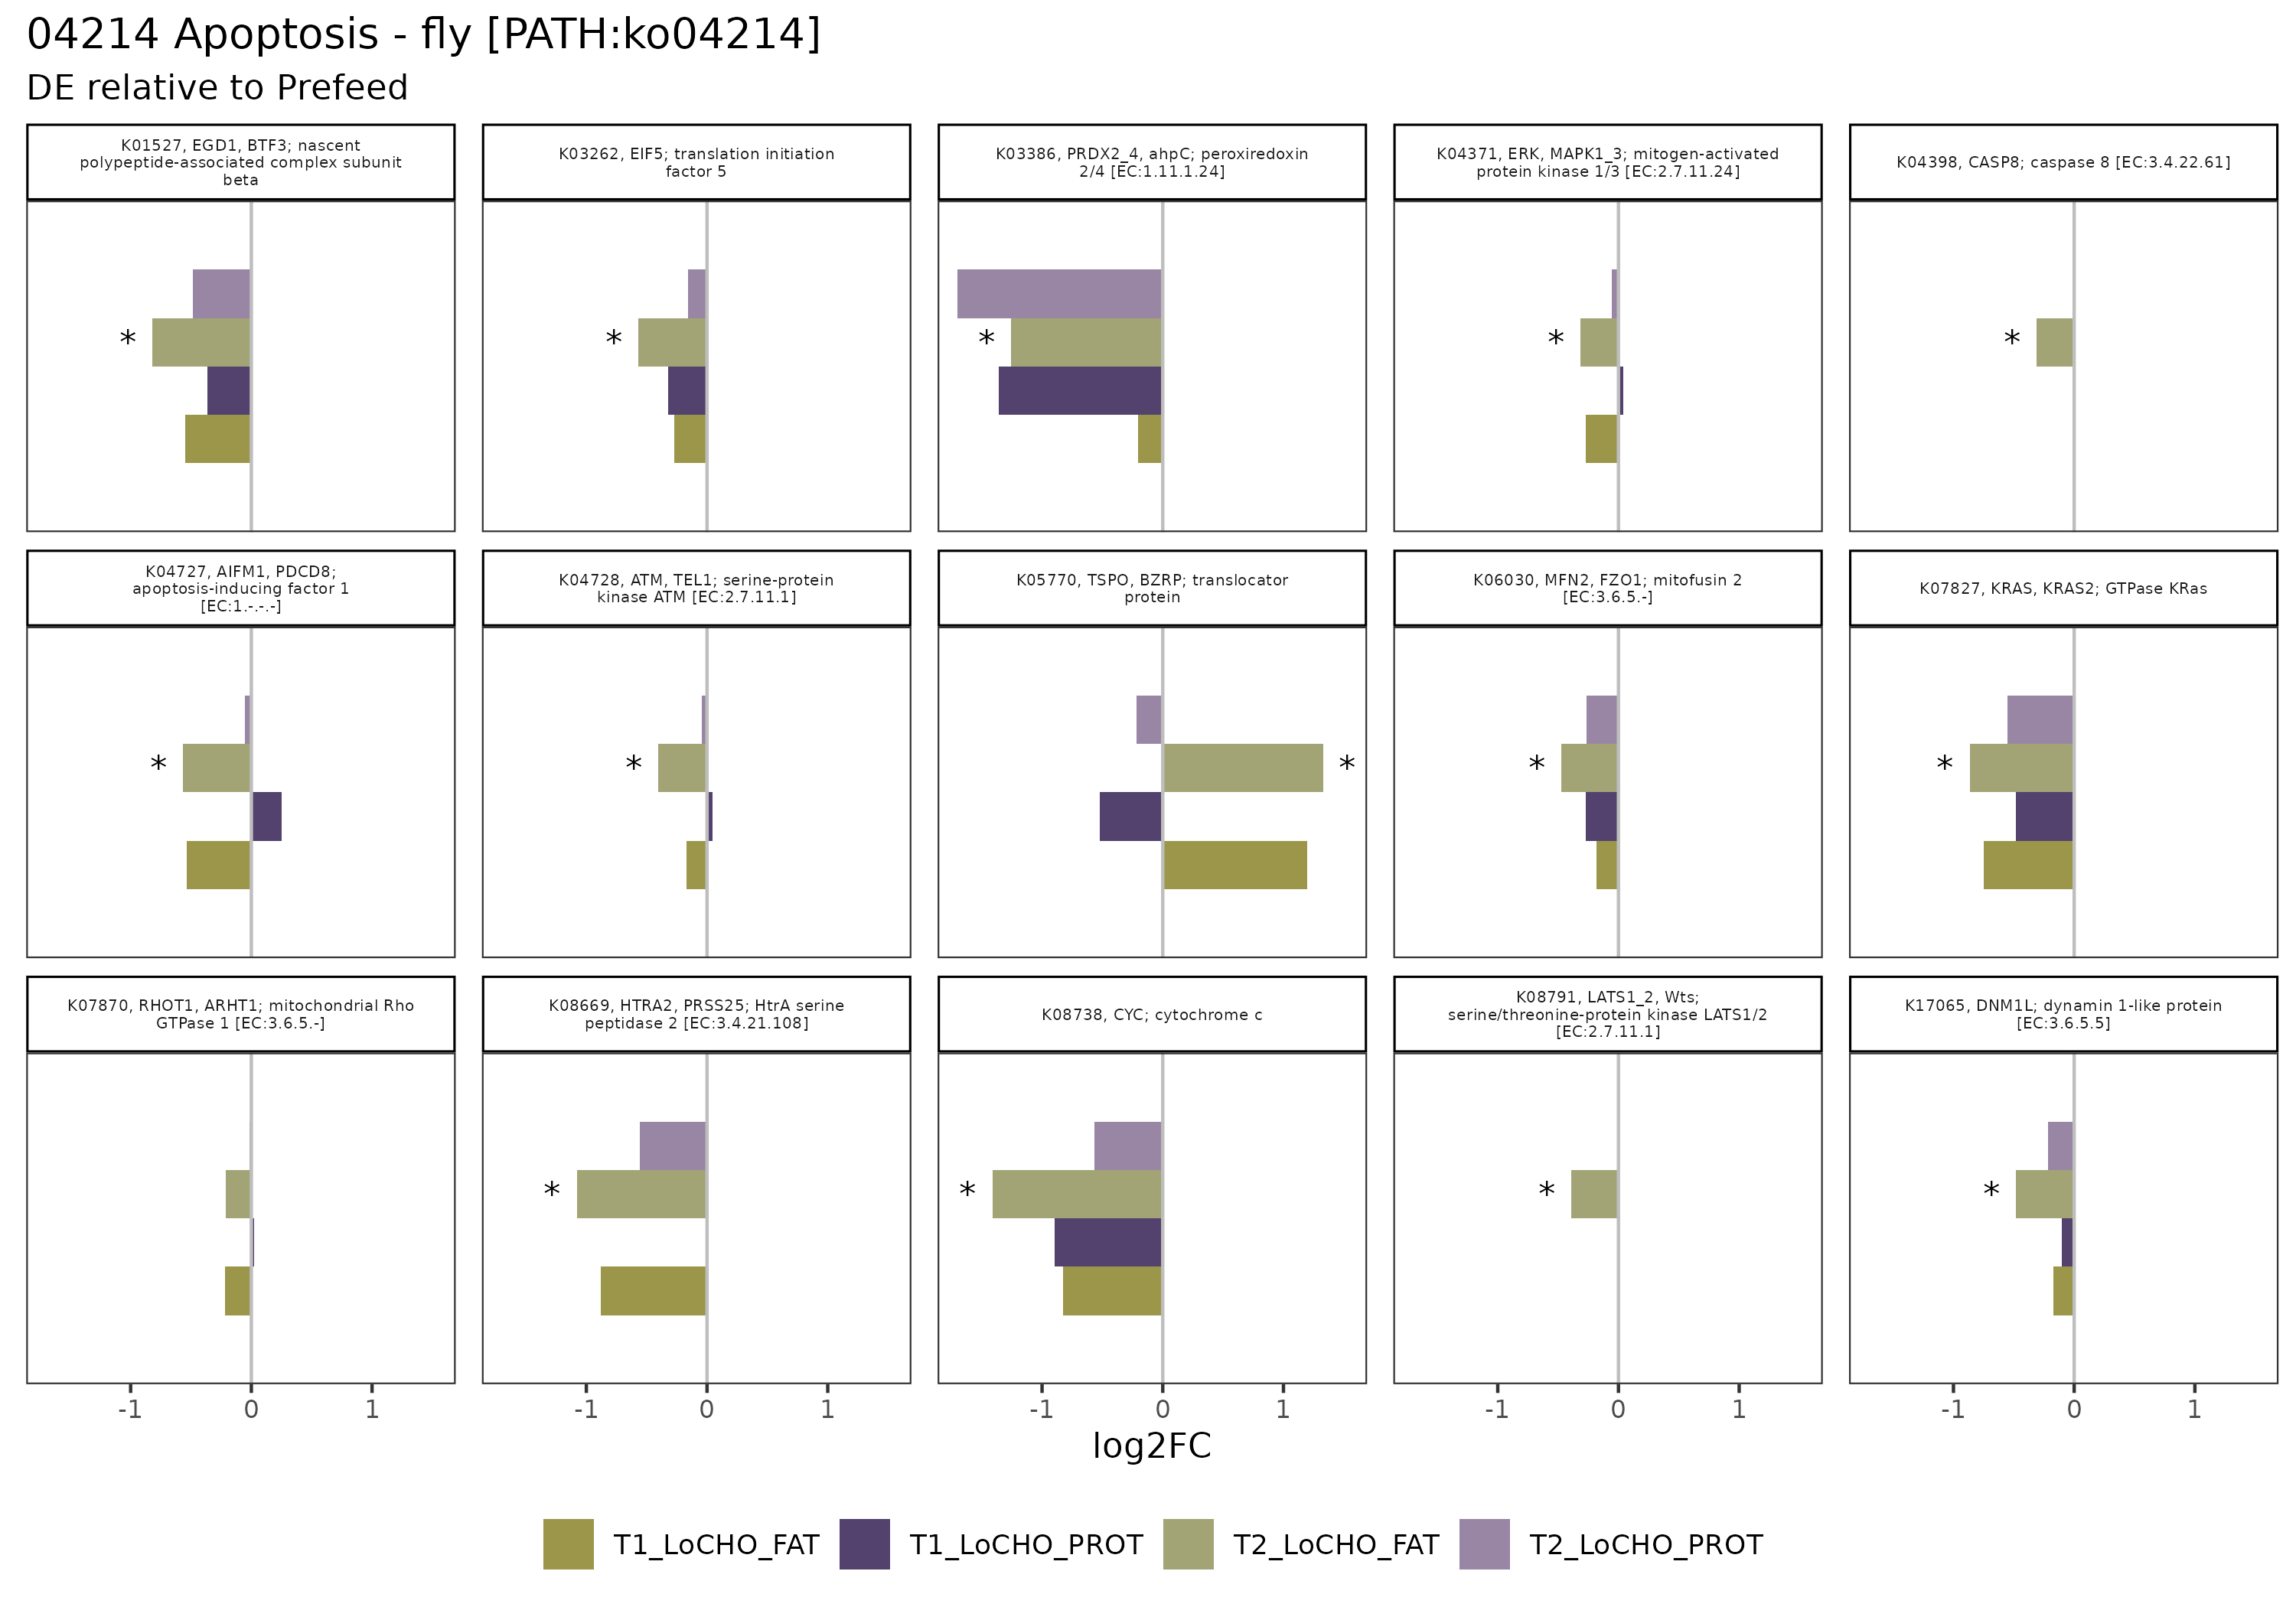 04214 Apoptosis - fly [PATH:ko04214]
DE relative to Prefeed
K01527, EGD1, BTF3; nascent
polypeptide-associated complex subunit
beta
K03262, EIF5; translation initiation
factor 5
K03386, PRDX2_4, ahpC; peroxiredoxin
2/4 [EC:1.11.1.24]
K04371, ERK, MAPK1_3; mitogen-activated
protein kinase 1/3 [EC:2.7.11.24]
K04398, CASP8; caspase 8 [EC:3.4.22.61]
*
*
*
*
*
K04727, AIFM1, PDCD8;
apoptosis-inducing factor 1
[EC:1.-.-.-]
K04728, ATM, TEL1; serine-protein
kinase ATM [EC:2.7.11.1]
K05770, TSPO, BZRP; translocator
protein
K06030, MFN2, FZO1; mitofusin 2
[EC:3.6.5.-]
K07827, KRAS, KRAS2; GTPase KRas
*
*
*
*
*
K07870, RHOT1, ARHT1; mitochondrial Rho
GTPase 1 [EC:3.6.5.-]
K08669, HTRA2, PRSS25; HtrA serine
peptidase 2 [EC:3.4.21.108]
K08738, CYC; cytochrome c
K08791, LATS1_2, Wts;
serine/threonine-protein kinase LATS1/2
[EC:2.7.11.1]
K17065, DNM1L; dynamin 1-like protein
[EC:3.6.5.5]
*
*
*
*
-1 0 1
-1 0 1
-1 0 1
-1 0 1
-1 0 1
log2FC
T1_LoCHO_FAT T1_LoCHO_PROT T2_LoCHO_FAT T2_LoCHO_PROT